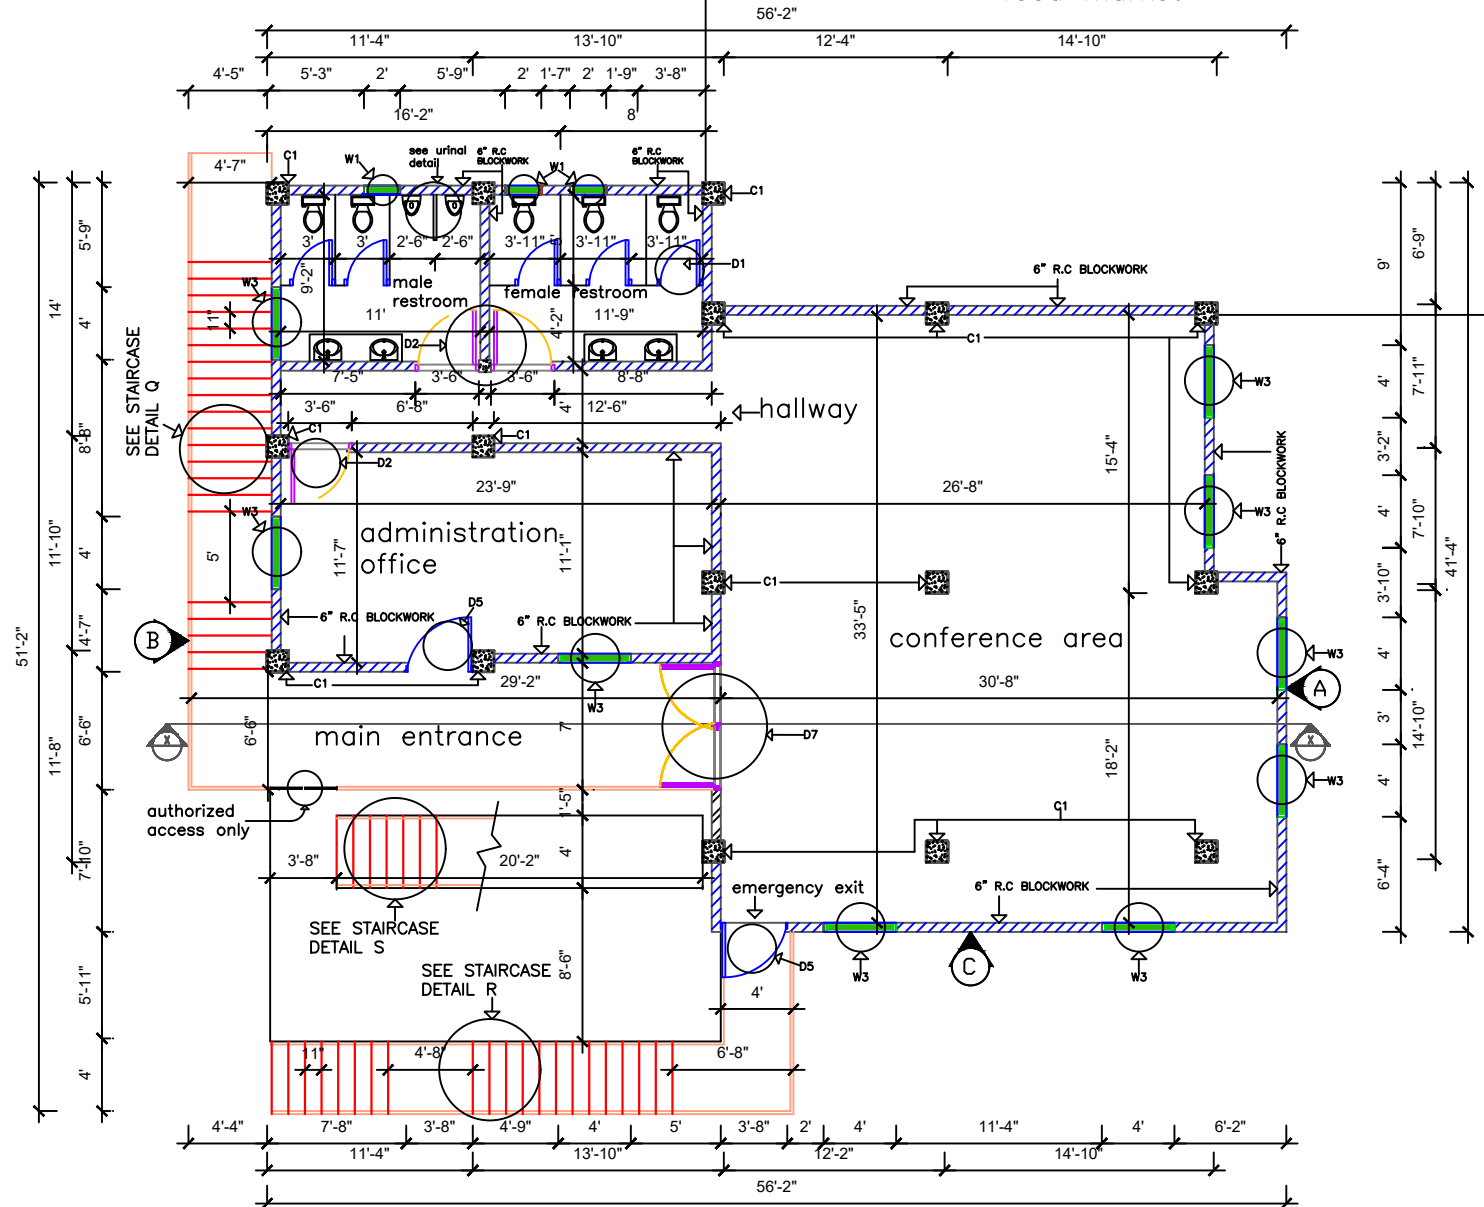 56'-2"
11'-4"
13'-10"
12'-4"
14'-10"
4'-5"
5'-3"
2'
5'-9"
2'
1'-7"
2'
1'-9"
3'-8"
16'-2"
8'
4'-7"
C1
W1
see urinal
detail
6" R.C
BLOCKWORK
W1
6" R.C
BLOCKWORK
C1
3'
3'
2'-6"
2'-6"
3'-11"
5'
3'-11"
3'-11"
D1
9'-2"
male
restroom
female restroom
W3
11"
11'
4'-2"
11'-9"
D2
7'-5"
3'-6"
3'-6"
8'-8"
3'-6"
6'-8"
4'
12'-6"
hallway
6" R.C BLOCKWORK
C1
W3
W3
6" R.C BLOCKWORK
15'-4"
SEE STAIRCASE
DETAIL Q
C1
C1
D2
23'-9"
26'-8"
administration
office
11'-7"
11'-1"
W3
5'
C1
6" R.C BLOCKWORK
D5
6" R.C BLOCKWORK
33'-5"
conference area
B
C1
29'-2"
W3
30'-8"
W3
A
6'-6"
main entrance
7'
D7
X
X
18'-2"
W3
authorized
access only
1'-5"
C1
3'-8"
20'-2"
4'
SEE STAIRCASE
DETAIL S
emergency exit
6" R.C BLOCKWORK
SEE STAIRCASE
DETAIL R
8'-6"
D5
W3
C
W3
4'
11"
4'-8"
6'-8"
51'-2"
14'
11'-10"
11'-8"
5'-9"
4'
8'-8"
4'
14'-7"
6'-6"
5'-11"
4'
9'
4'
3'-2"
4'
3'-10"
4'
3'
4'
6'-4"
6'-9"
7'-11"
7'-10"
14'-10"
41'-4"
4'-4"
7'-8"
3'-8"
4'-9"
4'
5'
3'-8"
2'
4'
11'-4"
4'
6'-2"
11'-4"
13'-10"
12'-2"
14'-10"
56'-2"